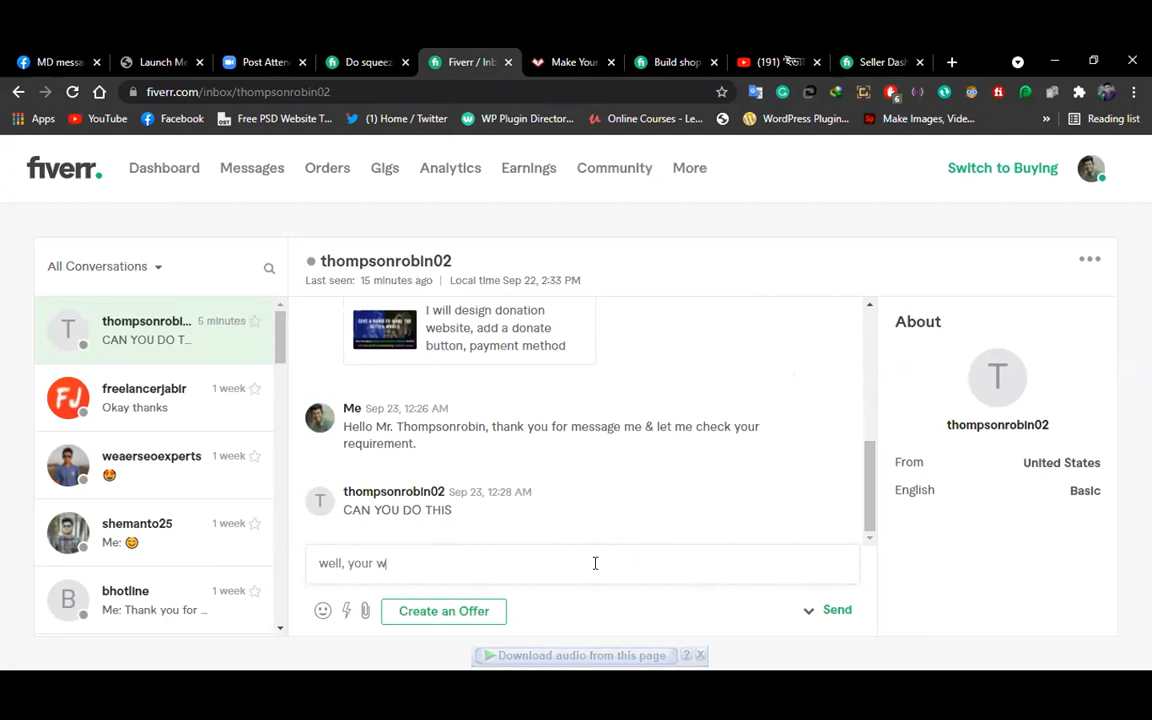 MD messa
Launch Me
Post Atten
Do squeez
Fiverr / Inb
Make Your
Build shop
Seller Dash
fiverr.com/inbox/thompsonrobin02
6
Apps
YouTube
Facebook
Free PSD Website T...
(1) Home / Twitter
WP Plugin Director...
Online Courses - Le...
WordPress Plugin...
Make Images, Vide...
»
Reading list
fiverr.
Dashboard
Messages
Orders
Gigs
Analytics
Earnings
Community
More
Switch to Buying
All Conversations
thompsonrobin02
Last seen: 15 minutes ago | Local time Sep 22, 2:33 PM
T
thompsonrobi... 5 minutes
CAN YOU DO T...
FJ
freelancerjabir 1 week
Okay thanks
weaerseoexperts 1 week
shemanto25 1 week
Me:
B
bhotline 1 week
Me: Thank you for ...
I will design donation
website, add a donate
button, payment method
Me Sep 23, 12:26 AM
Hello Mr. Thompsonrobin, thank you for message me & let me check your
requirement.
T
thompsonrobin02 Sep 23, 12:28 AM
CAN YOU DO THIS
well, your w
Create an Offer
Send
About
T
thompsonrobin02
From United States
English Basic
Download audio from this page